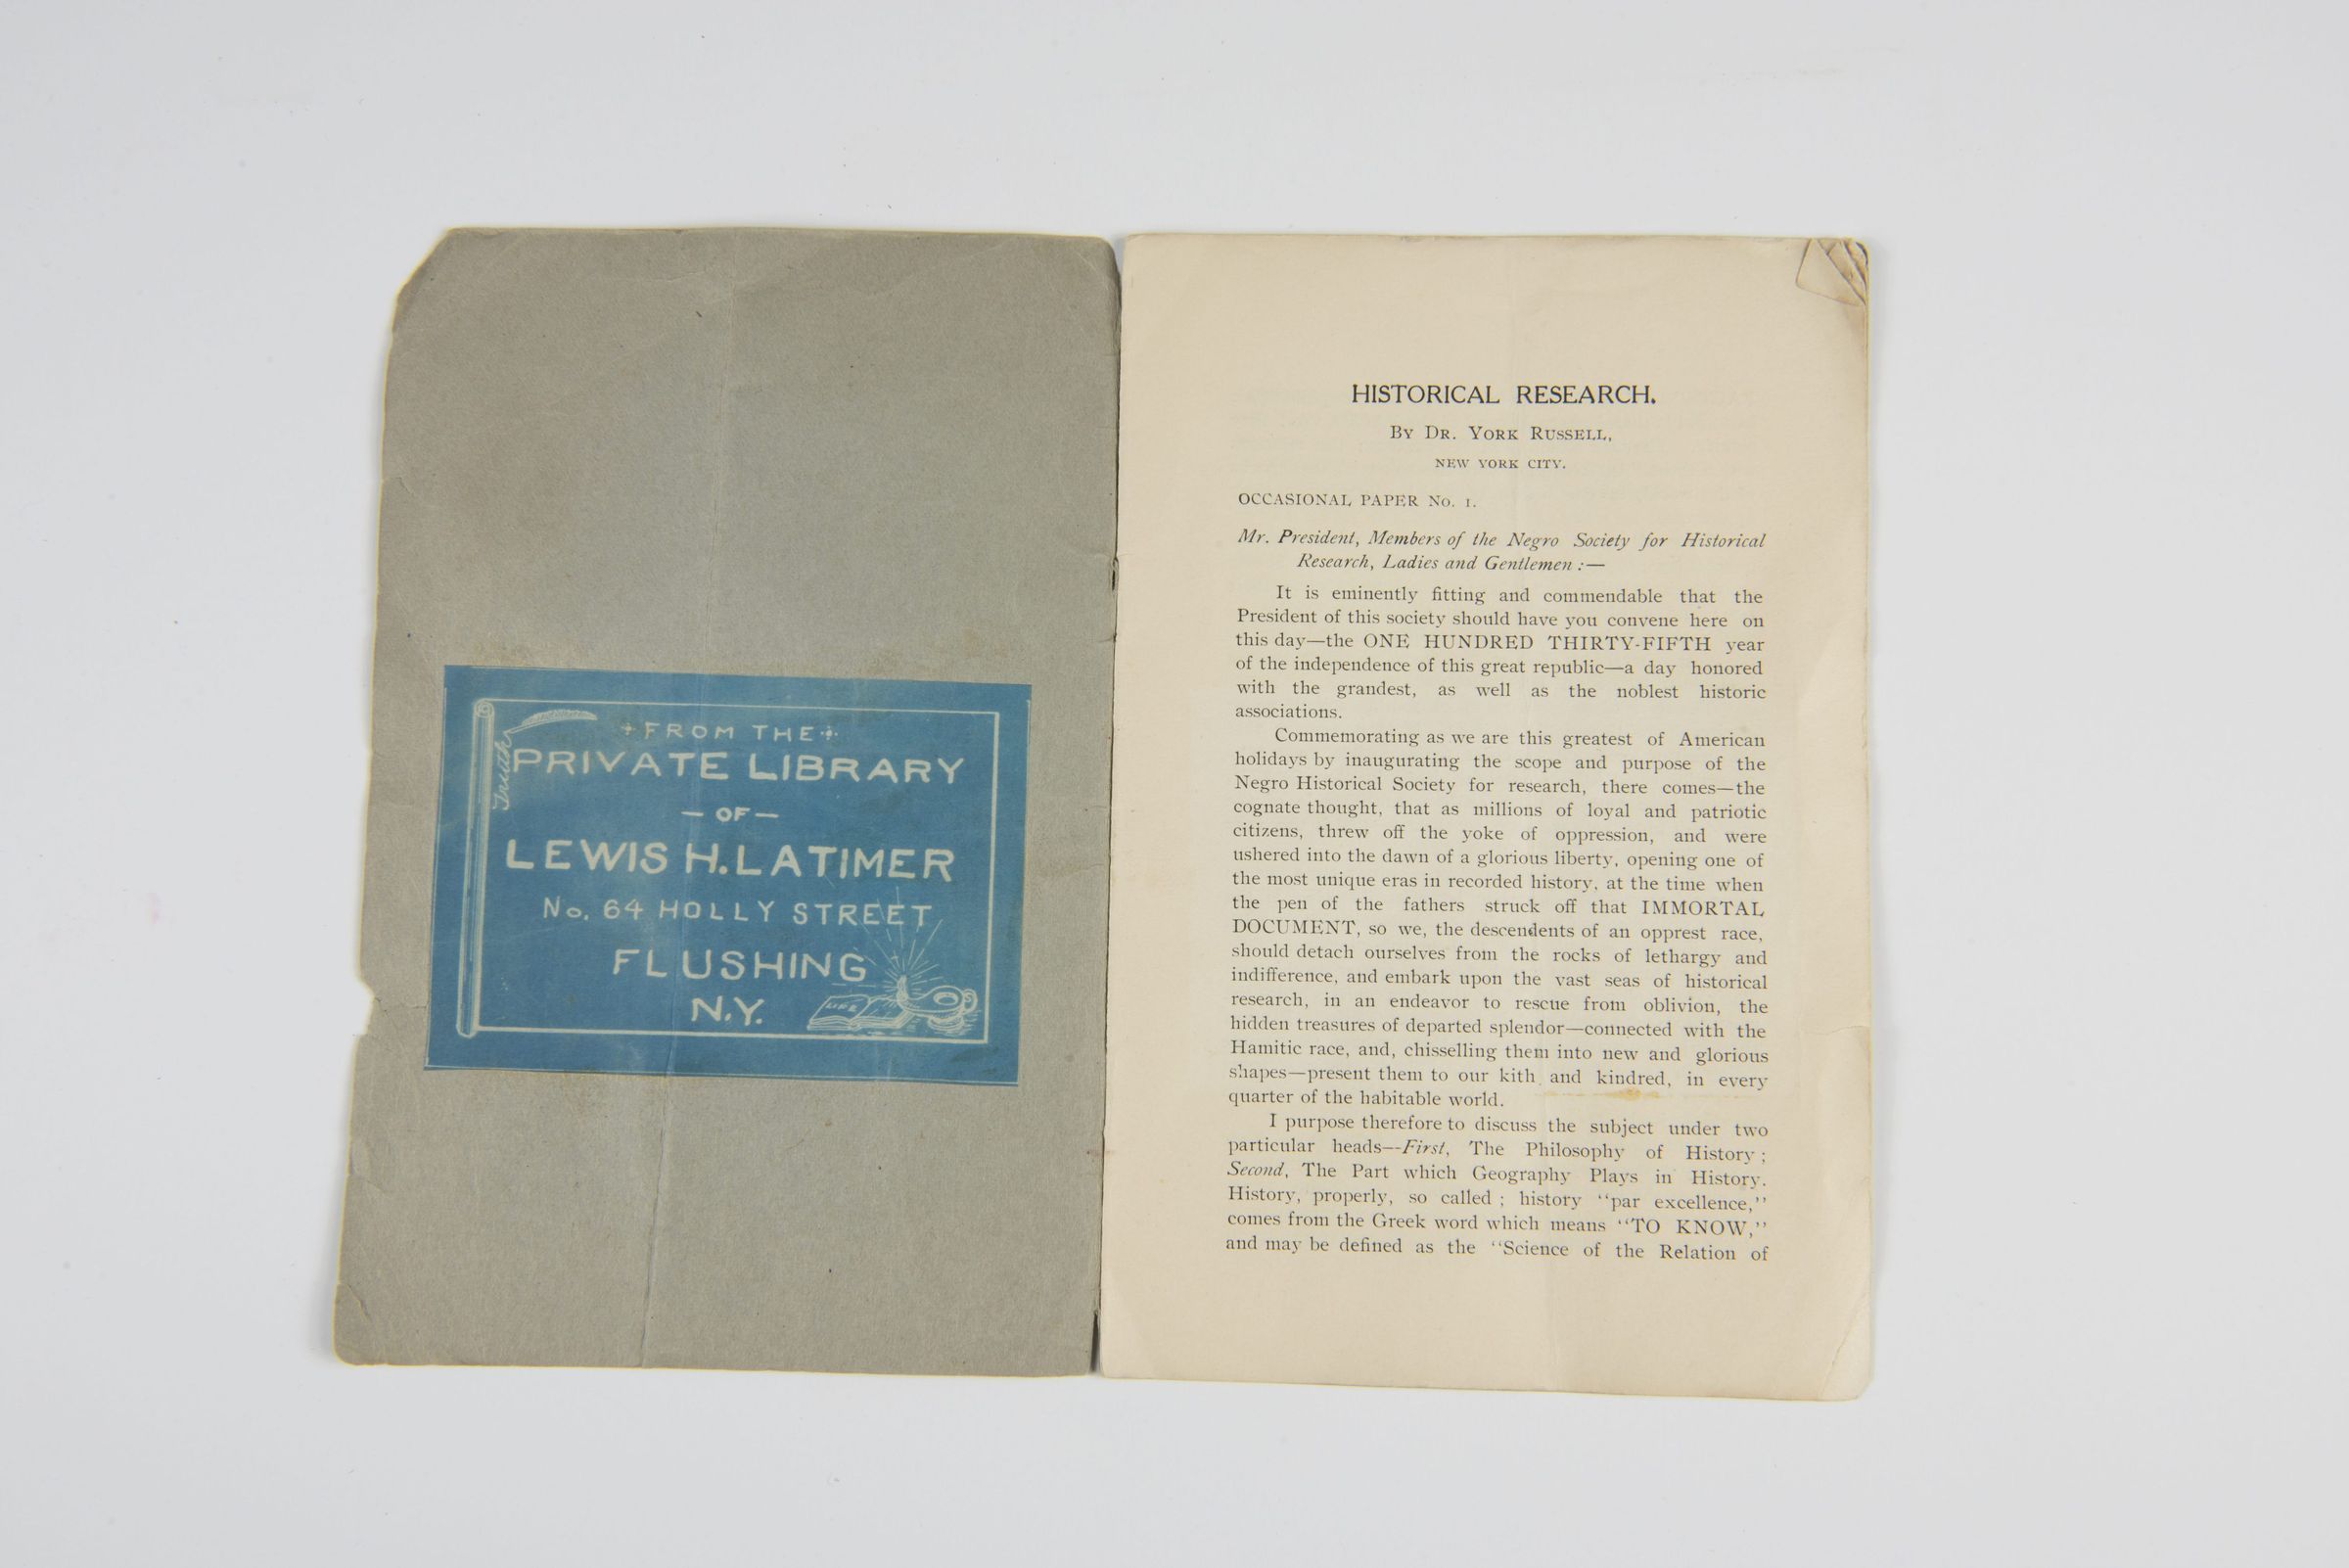 FROM THE
PRIVATE LIBRARY
— OF —
LEWIS H. LATIMER
No. 64 HOLLY STREET
FLUSHING
N.Y.
Truth
LIFE
HISTORICAL RESEARCH.
By Dr. York Russell,
NEW YORK CITY.
OCCASIONAL PAPER No. 1.
Mr. President, Members of the Negro Society for Historical
Research, Ladies and Gentlemen :—
It is eminently fitting and commendable that the
President of this society should have you convene here on
this day—the ONE HUNDRED THIRTY-FIFTH year
of the independence of this great republic—a day honored
with the grandest, as well as the noblest historic
associations.
Commemorating as we are this greatest of American
holidays by inaugurating the scope and purpose of the
Negro Historical Society for research, there comes—the
cognate thought, that as millions of loyal and patriotic
citizens, threw off the yoke of oppression, and were
ushered into the dawn of a glorious liberty, opening one of
the most unique eras in recorded history, at the time when
the pen of the fathers struck off that IMMORTAL
DOCUMENT, so we, the descendents of an opprest race,
should detach ourselves from the rocks of lethargy and
indifference, and embark upon the vast seas of historical
research, in an endeavor to rescue from oblivion, the
hidden treasures of departed splendor—connected with the
Hamitic race, and, chisselling them into new and glorious
shapes—present them to our kith and kindred, in every
quarter of the habitable world.
I purpose therefore to discuss the subject under two
particular heads—First, The Philosophy of History ;
Second, The Part which Geography Plays in History.
History, properly, so called ; history "par excellence,"
comes from the Greek word which means "TO KNOW,"
and may be defined as the "Science of the Relation of